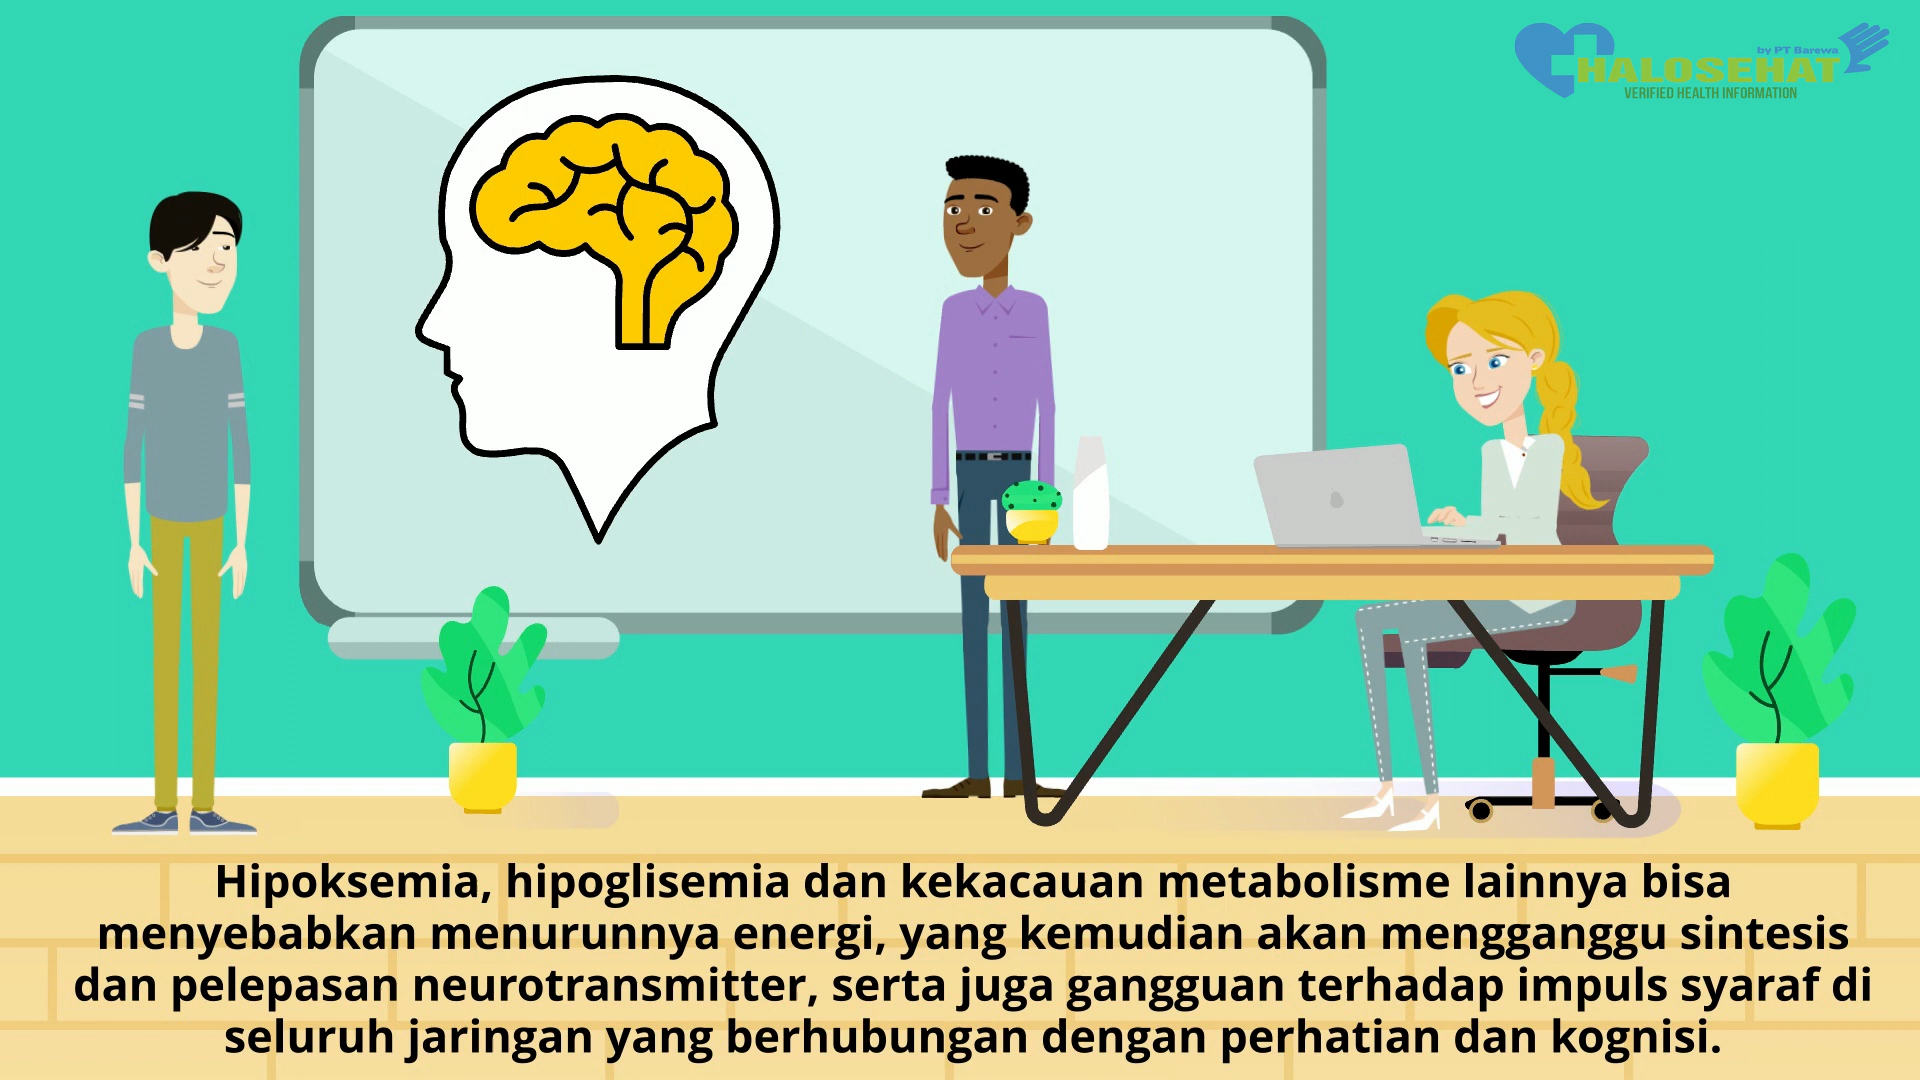 by PT Barewa
HALOSEHAT
VERIFIED HEALTH INFORMATION
Hipoksemia, hipoglisemia dan kekacauan metabolisme lainnya bisa
menyebabkan menurunnya energi, yang kemudian akan mengganggu sintesis
dan pelepasan neurotransmitter, serta juga gangguan terhadap impuls syaraf di
seluruh jaringan yang berhubungan dengan perhatian dan kognisi.